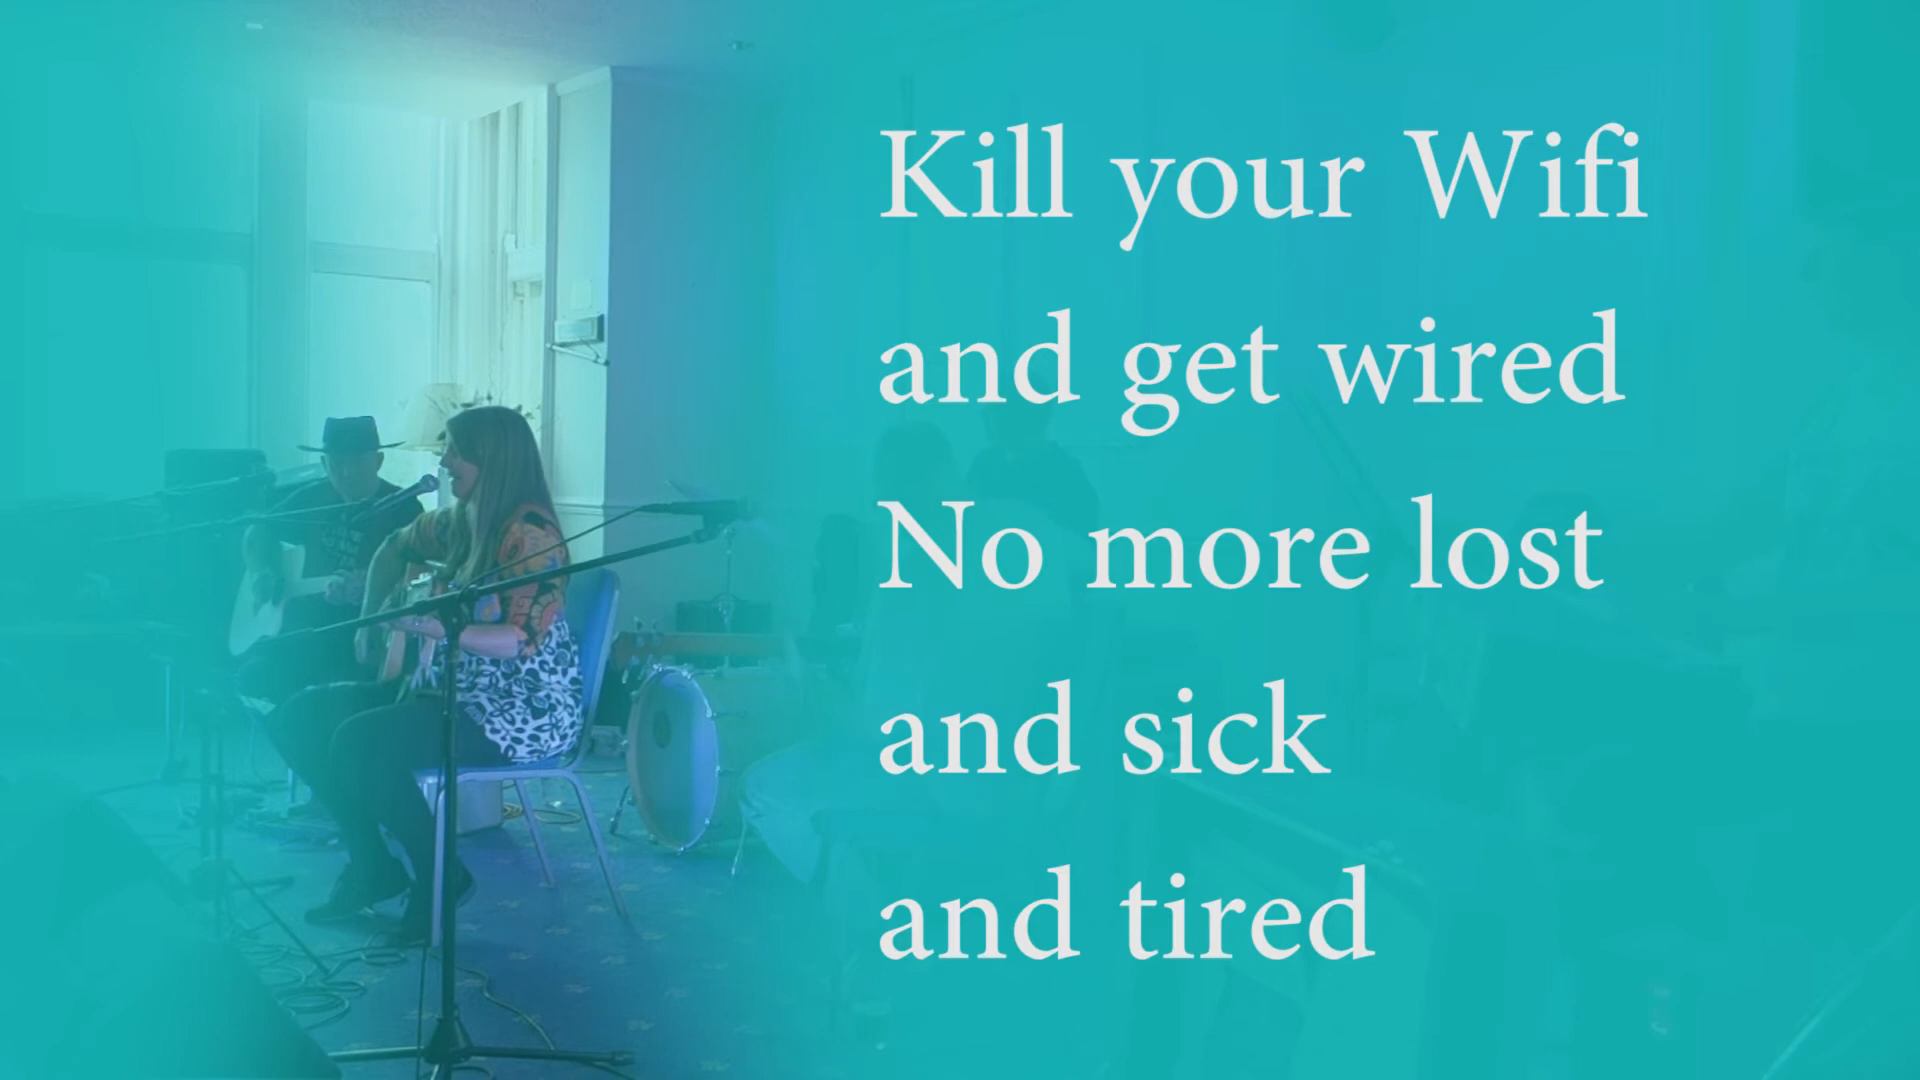 Kill your Wifi
and get wired
No more lost
and sick
and tired